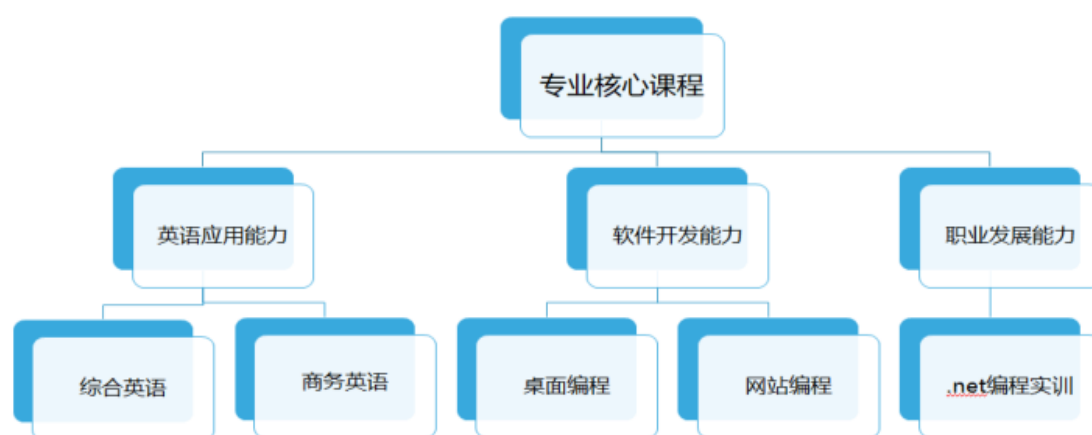 专业核心课程
英语应用能力
软件开发能力
职业发展能力
综合英语
商务英语
桌面编程
网站编程
.net编程实训